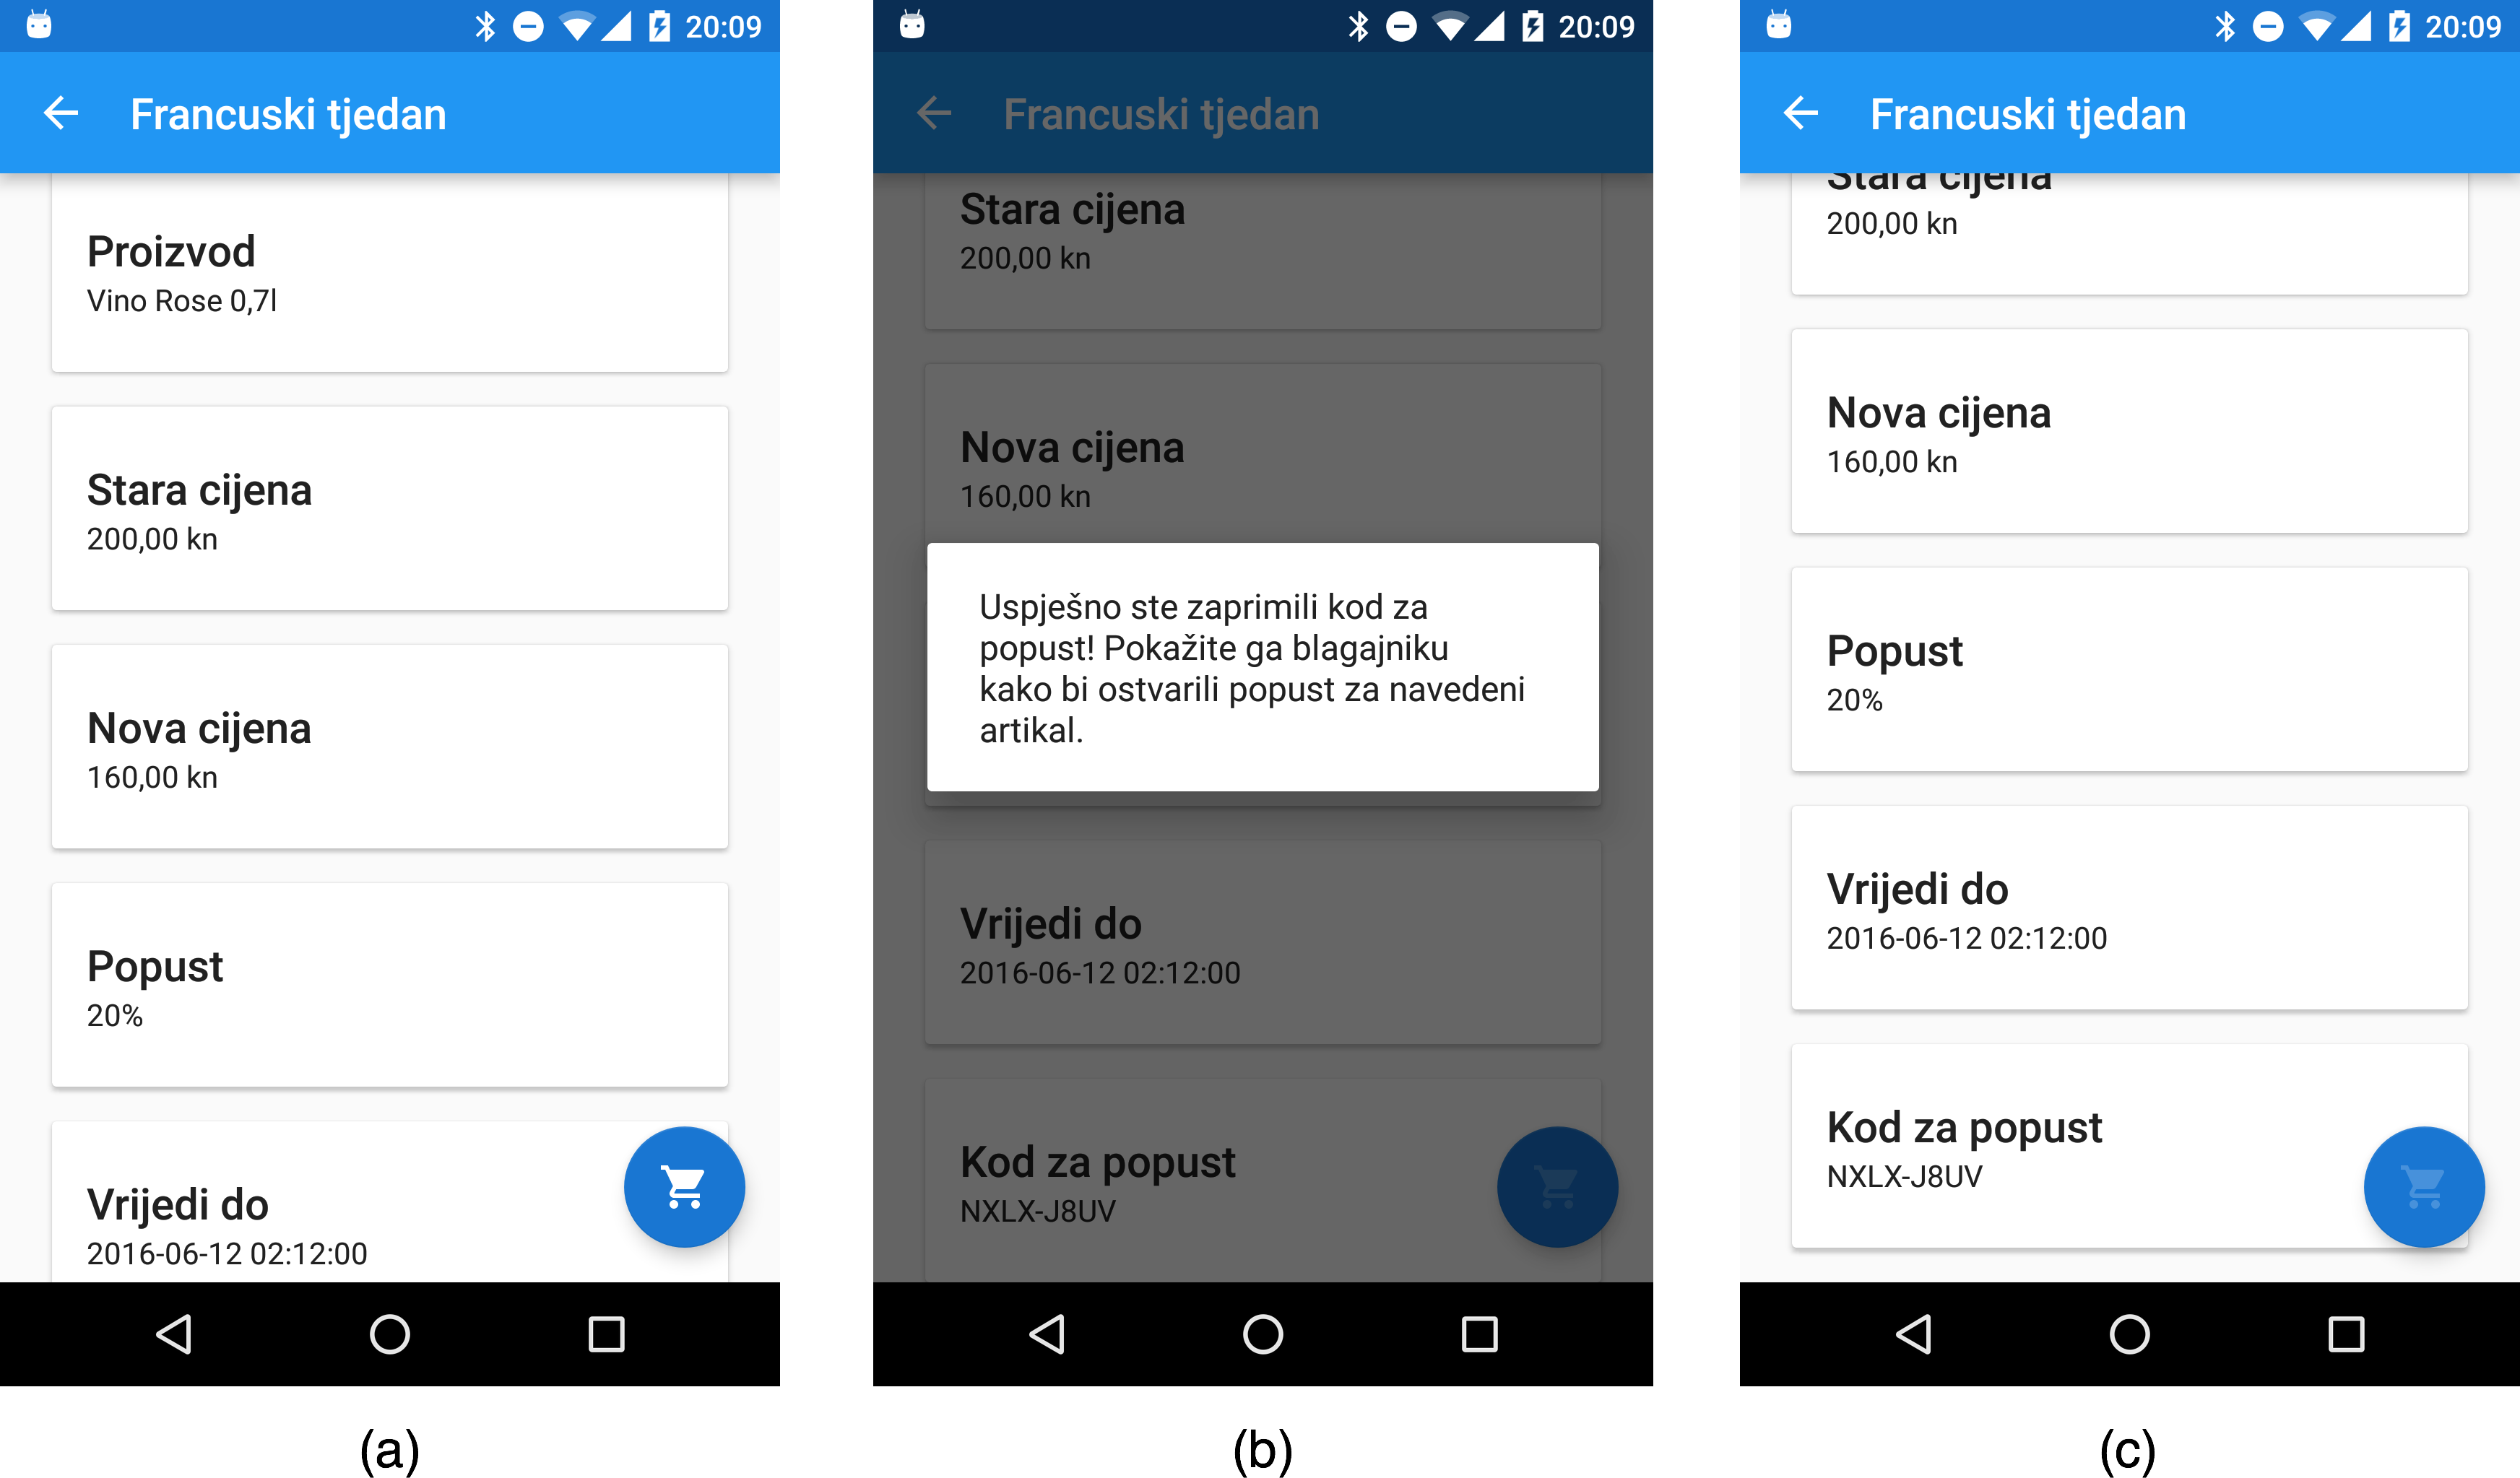 20:09
Francuski tjedan
Proizvod
Vino Rose 0,7l
Stara cijena
200,00 kn
Nova cijena
160,00 kn
Popust
20%
Vrijedi do
2016-06-12 02:12:00
(a)
20:09
Francuski tjedan
Stara cijena
200,00 kn
Nova cijena
160,00 kn
Uspješno ste zaprimili kod za
popust! Pokažite ga blagajniku
kako bi ostvarili popust za navedeni
artikal.
Vrijedi do
2016-06-12 02:12:00
Kod za popust
NXLX-J8UV
(b)
20:09
Francuski tjedan
Stara cijena
200,00 kn
Nova cijena
160,00 kn
Popust
20%
Vrijedi do
2016-06-12 02:12:00
Kod za popust
NXLX-J8UV
(c)